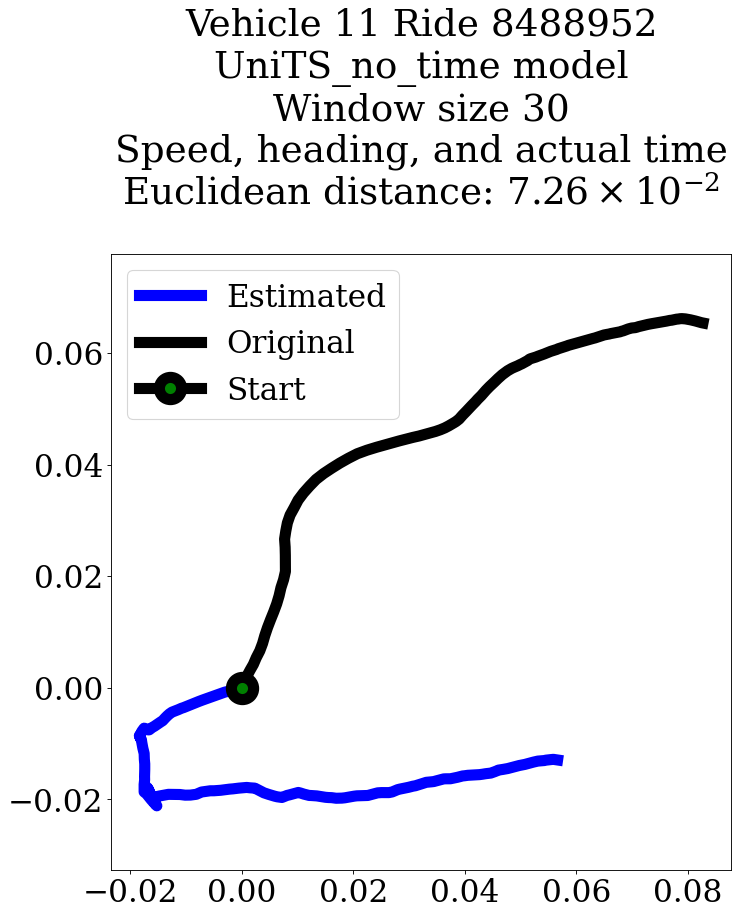 Vehicle 11 Ride 8488952
UniTS_no_time model
Window size 30
Speed, heading, and actual time
Euclidean distance: 7.26 × 10⁻²
Estimated
Original
Start
0.06
0.04
0.02
0.00
−0.02
−0.02 0.00 0.02 0.04 0.06 0.08